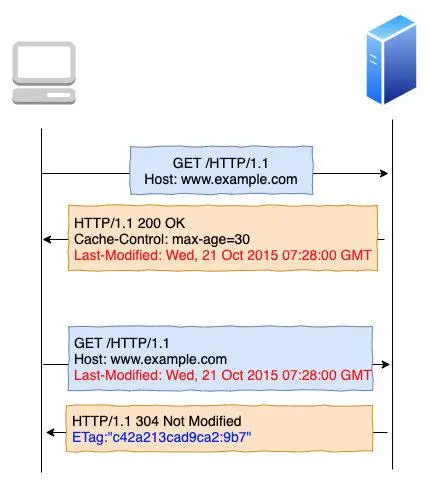 GET /HTTP/1.1
Host: www.example.com
HTTP/1.1 200 OK
Cache-Control: max-age=30
Last-Modified: Wed, 21 Oct 2015 07:28:00 GMT
GET /HTTP/1.1
Host: www.example.com
Last-Modified: Wed, 21 Oct 2015 07:28:00 GMT
HTTP/1.1 304 Not Modified
ETag:"c42a213cad9ca2:9b7"